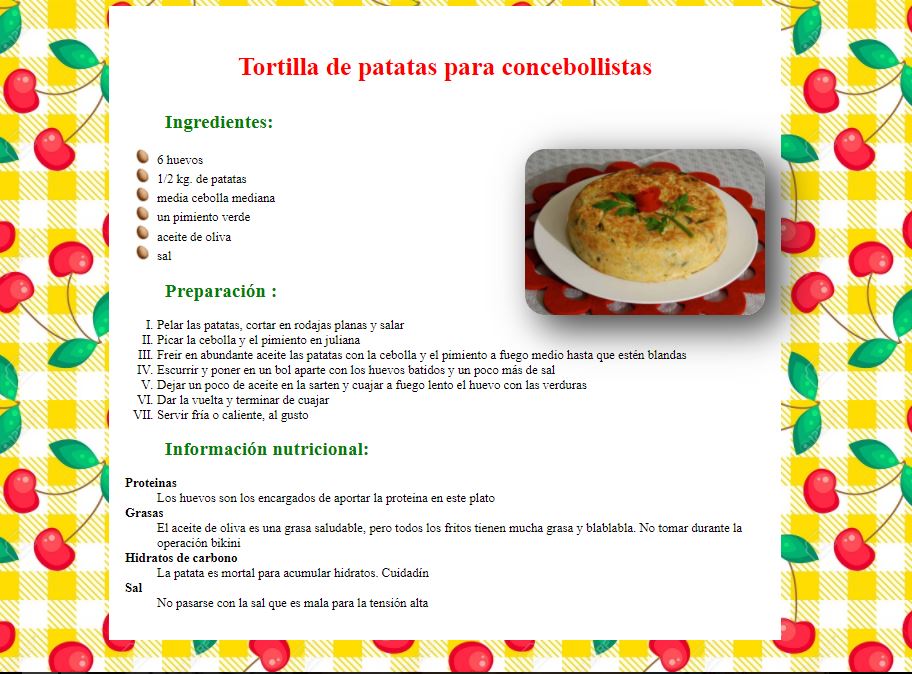 Tortilla de patatas para concebollistas
Ingredientes:
6 huevos
1/2 kg. de patatas
media cebolla mediana
un pimiento verde
aceite de oliva
sal
Preparación :
I. Pelar las patatas, cortar en rodajas planas y salar
II. Picar la cebolla y el pimiento en juliana
III. Freir en abundante aceite las patatas con la cebolla y el pimiento a fuego medio hasta que estén blandas
IV. Escurrir y poner en un bol aparte con los huevos batidos y un poco más de sal
V. Dejar un poco de aceite en la sarten y cuajar a fuego lento el huevo con las verduras
VI. Dar la vuelta y terminar de cuajar
VII. Servir fría o caliente, al gusto
Información nutricional:
Proteinas
Los huevos son los encargados de aportar la proteina en este plato
Grasas
El aceite de oliva es una grasa saludable, pero todos los fritos tienen mucha grasa y blablabla. No tomar durante la
operación bikini
Hidratos de carbono
La patata es mortal para acumular hidratos. Cuidadín
Sal
No pasarse con la sal que es mala para la tensión alta